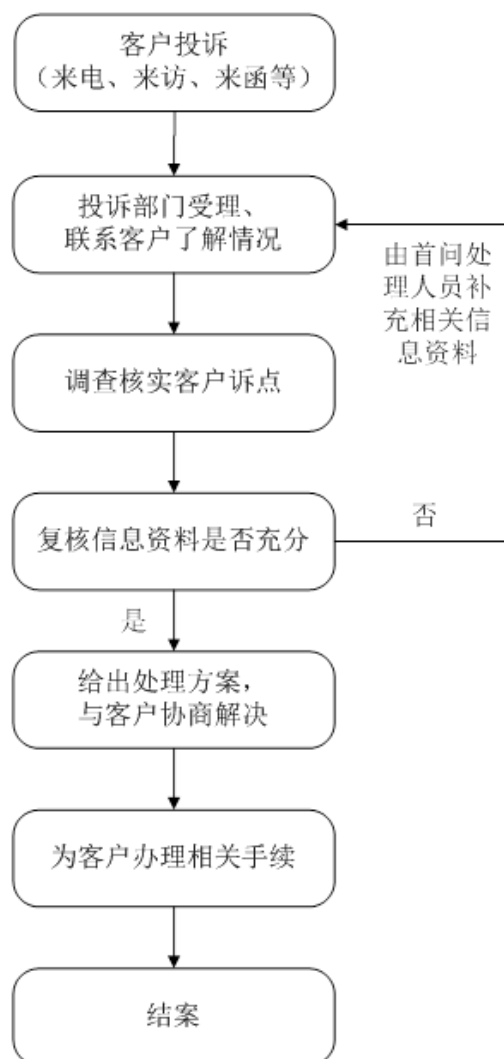 客户投诉
（来电、来访、来函等）
投诉部门受理、
联系客户了解情况
由首问处
理人员补
充相关信
息资料
调查核实客户诉点
复核信息资料是否充分
否
是
给出处理方案，
与客户协商解决
为客户办理相关手续
结案